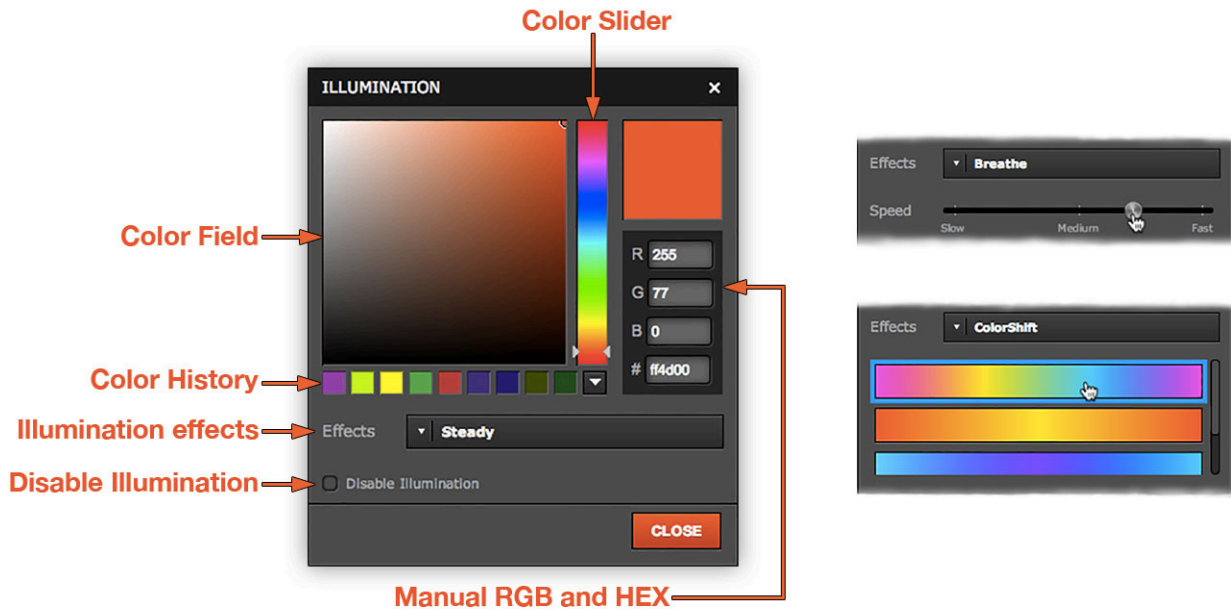 Color Slider
ILLUMINATION
Color Field
R 255
G 77
B 0
# ff4d00
Color History
Illumination effects
Effects Steady
Disable Illumination
Disable Illumination
CLOSE
Manual RGB and HEX
Effects Breathe
Speed
Slow Medium Fast
Effects ColorShift